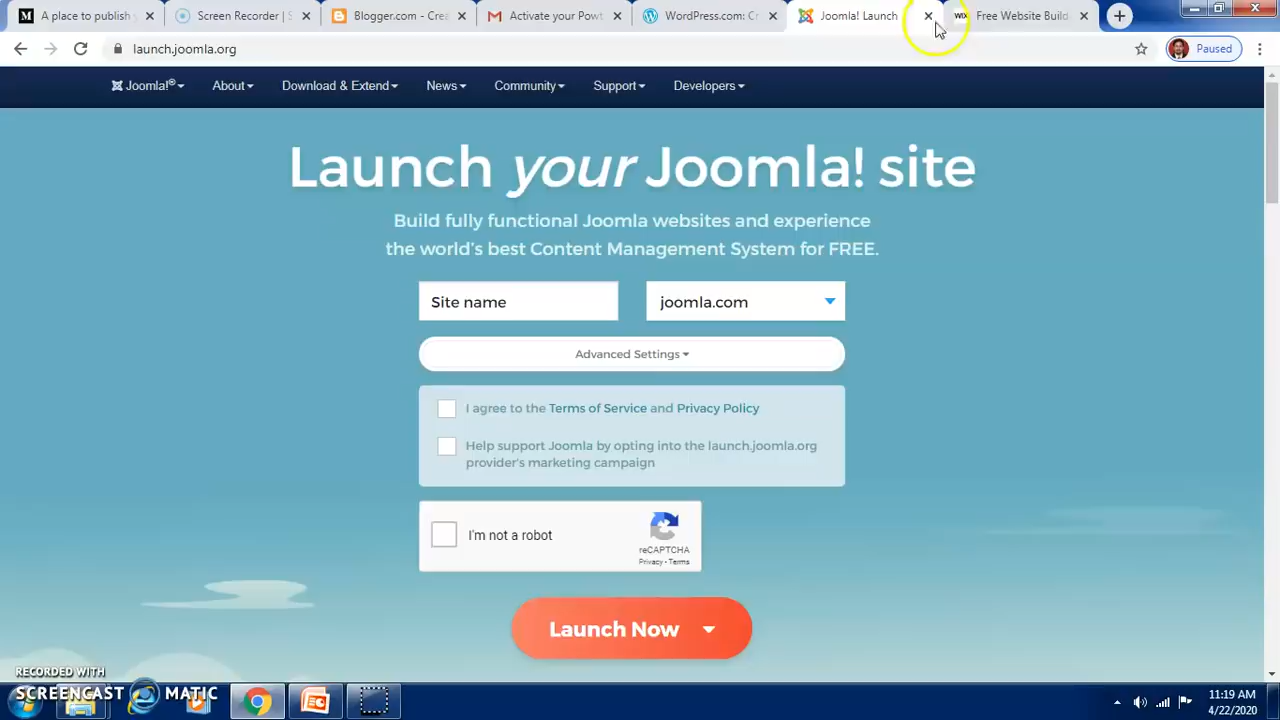 A place to publish y
Screen Recorder | S
Blogger.com - Crea
Activate your Powt
WordPress.com: Cr
Joomla! Launch
WIX Free Website Build
launch.joomla.org
Paused
Joomla!®
About
Download & Extend
News
Community
Support
Developers
Launch your Joomla! site
Build fully functional Joomla websites and experience
the world's best Content Management System for FREE.
Site name
joomla.com
Advanced Settings
I agree to the Terms of Service and Privacy Policy
Help support Joomla by opting into the launch.joomla.org
provider's marketing campaign
I'm not a robot
reCAPTCHA
Privacy - Terms
Launch Now
RECORDED WITH
SCREENCAST MATIC
11:19 AM
4/22/2020